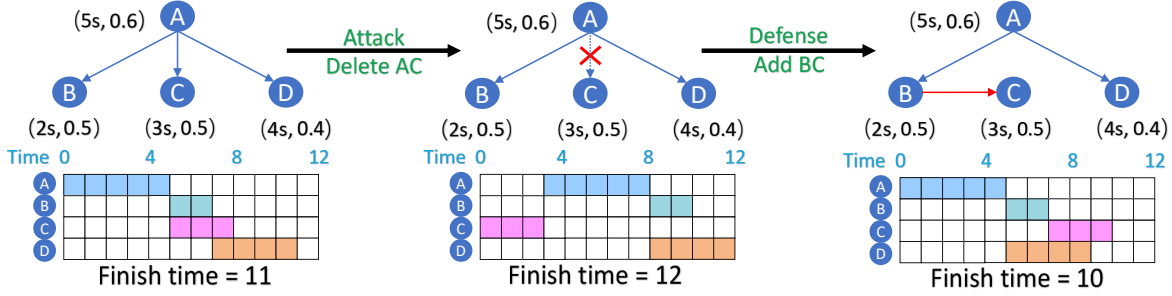 (5s, 0.6) A
B C D
(2s, 0.5) (3s, 0.5) (4s, 0.4)
Time 0 4 8 12
A
B
C
D
Finish time = 11
Attack
Delete AC
(5s, 0.6) A
B C D
(2s, 0.5) (3s, 0.5) (4s, 0.4)
Time 0 4 8 12
A
B
C
D
Finish time = 12
Defense
Add BC
(5s, 0.6) A
B C D
(2s, 0.5) (3s, 0.5) (4s, 0.4)
Time 0 4 8 12
A
B
C
D
Finish time = 10